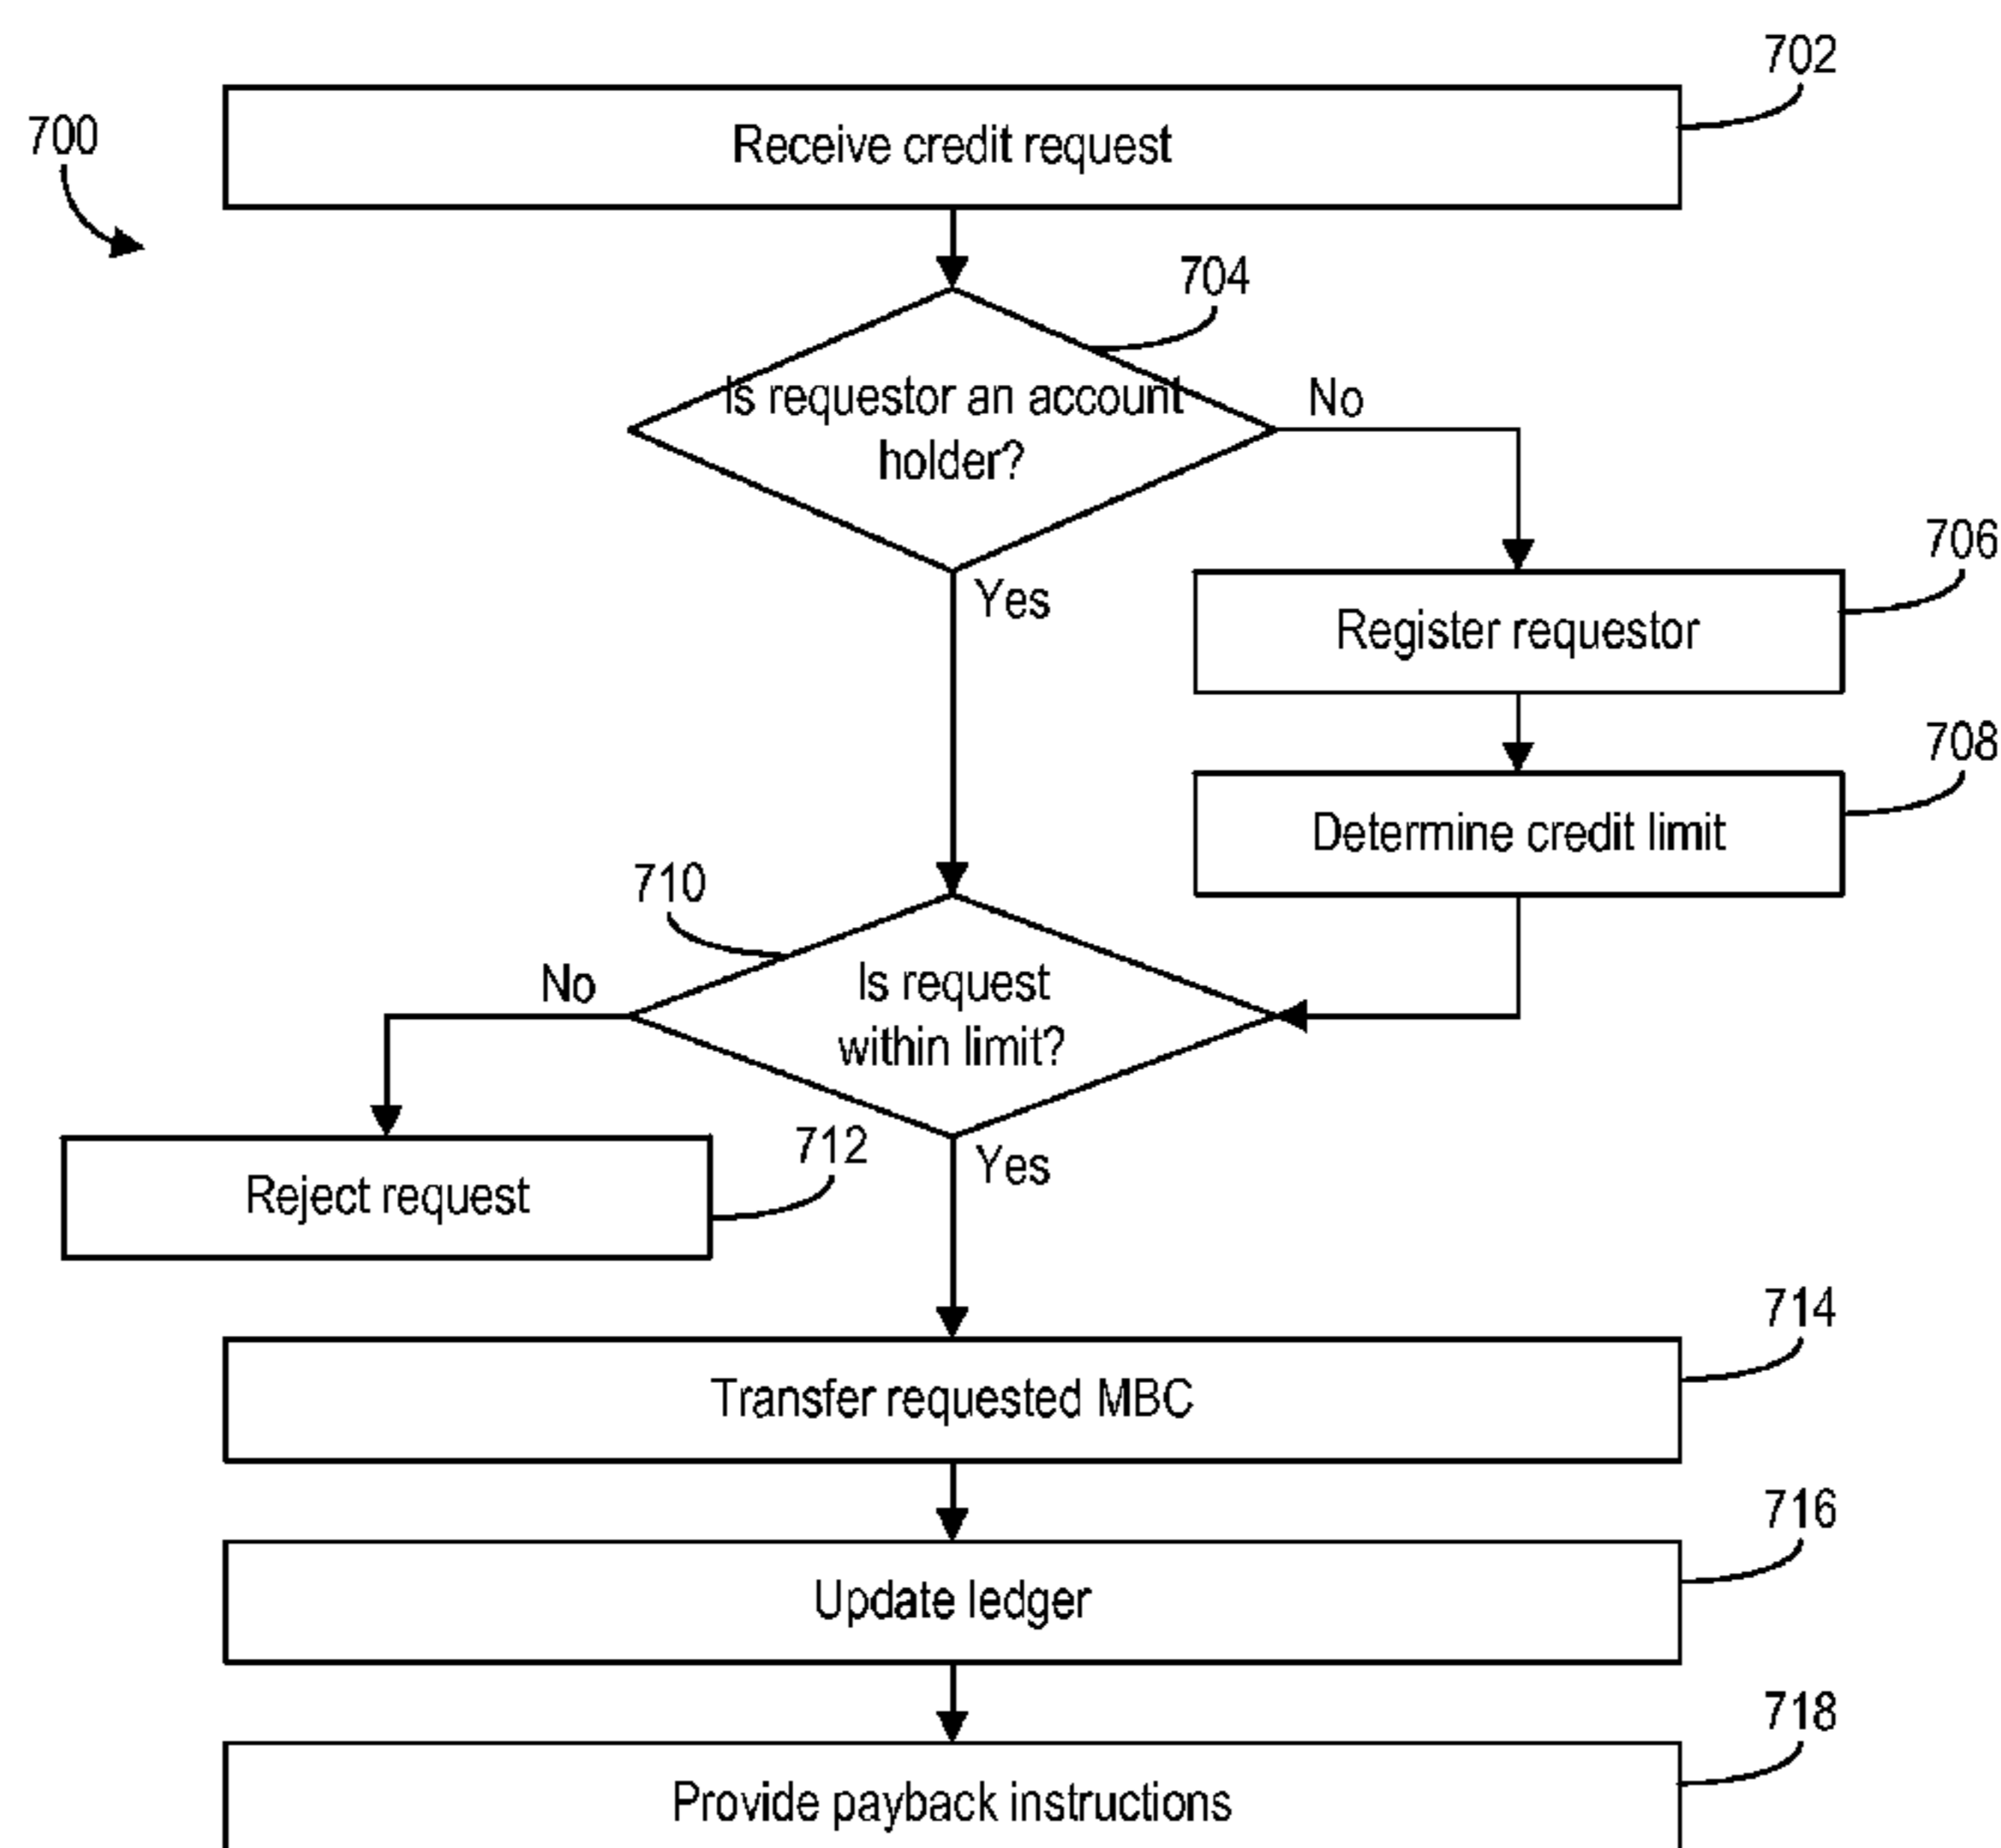 702
Receive credit request
700
704
Is requestor an account
holder?
No
Yes
706
Register requestor
708
Determine credit limit
710
Is request
within limit?
No
Yes
712
Reject request
714
Transfer requested MBC
716
Update ledger
718
Provide payback instructions